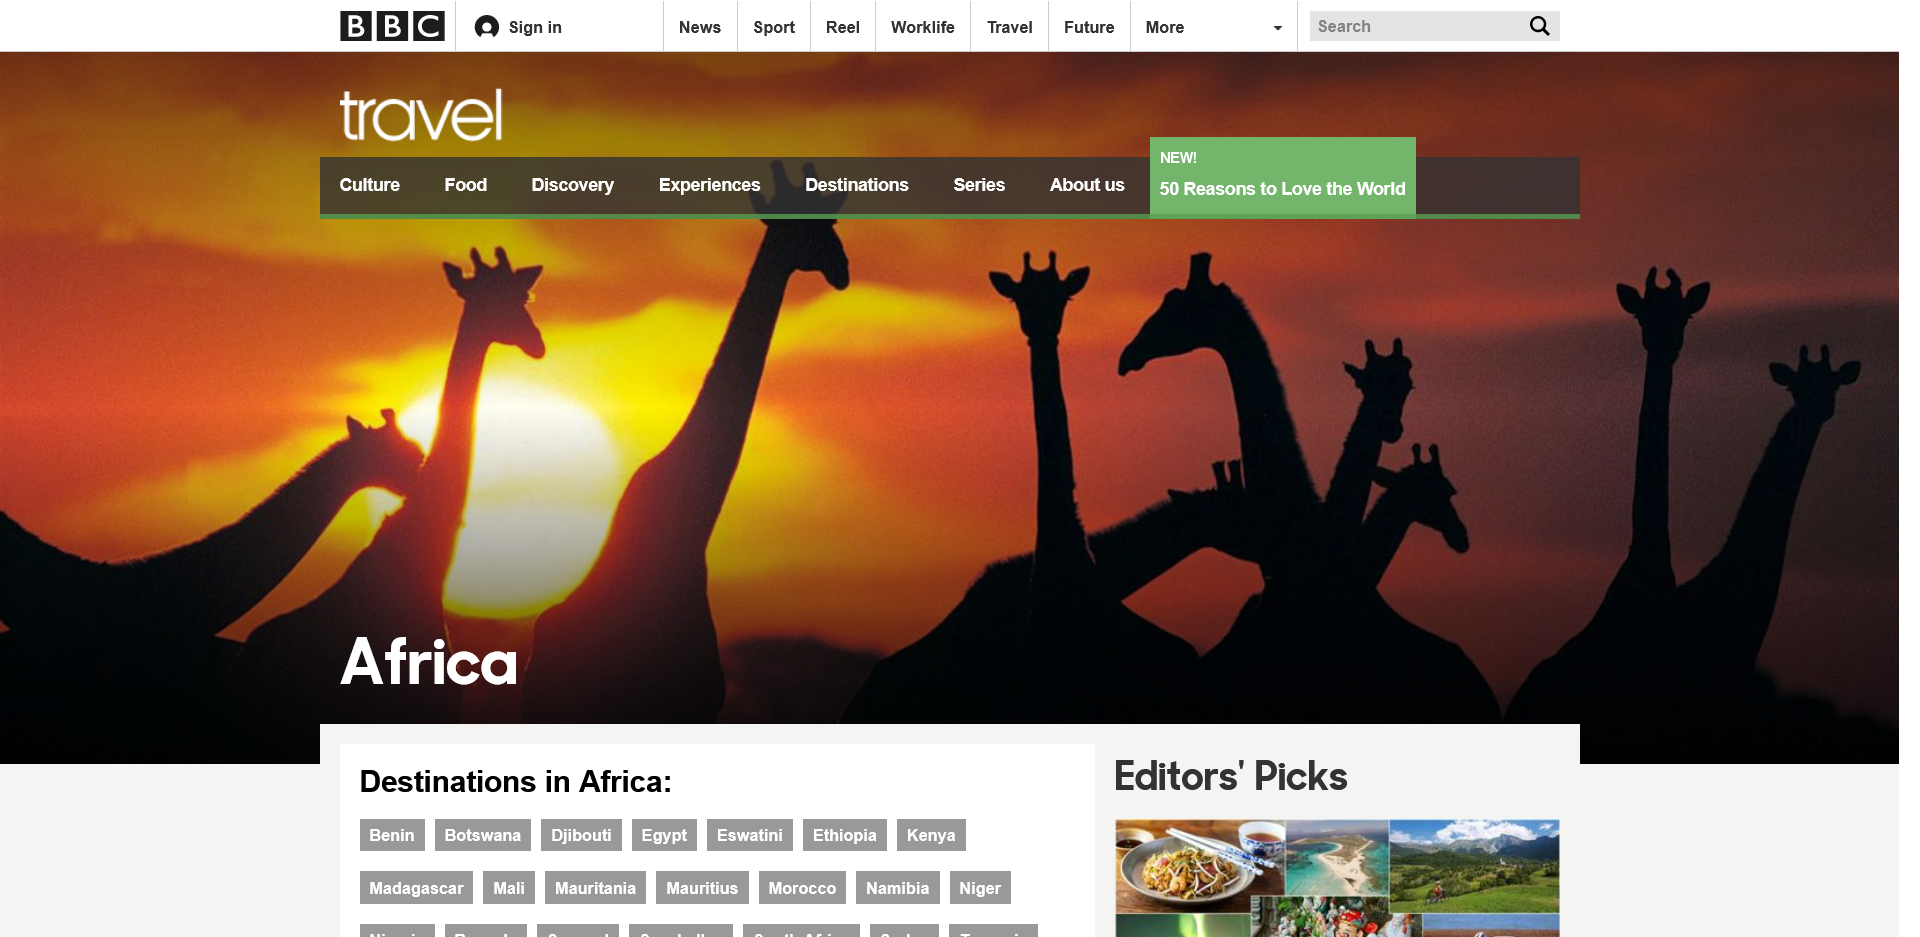 BBC Sign in News Sport Reel Worklife Travel Future More Search
travel
NEW!
Culture Food Discovery Experiences Destinations Series About us 50 Reasons to Love the World
Africa
Destinations in Africa:
Editors' Picks
Benin Botswana Djibouti Egypt Eswatini Ethiopia Kenya
Madagascar Mali Mauritania Mauritius Morocco Namibia Niger